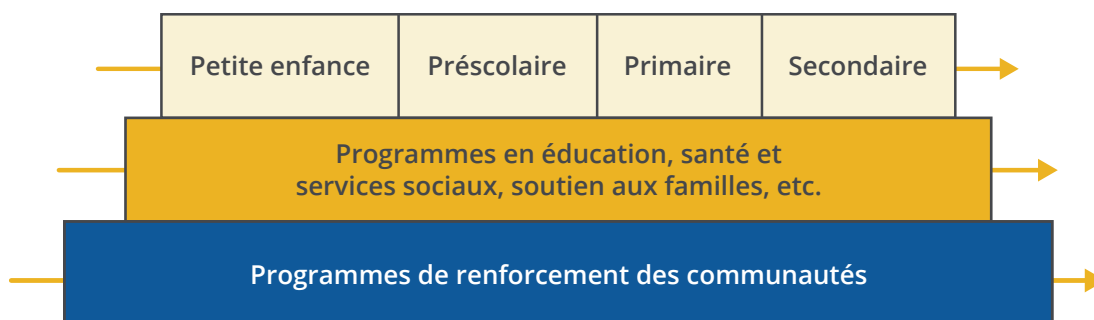 Petite enfance Préscolaire Primaire Secondaire
Programmes en éducation, santé et
services sociaux, soutien aux familles, etc.
Programmes de renforcement des communautés